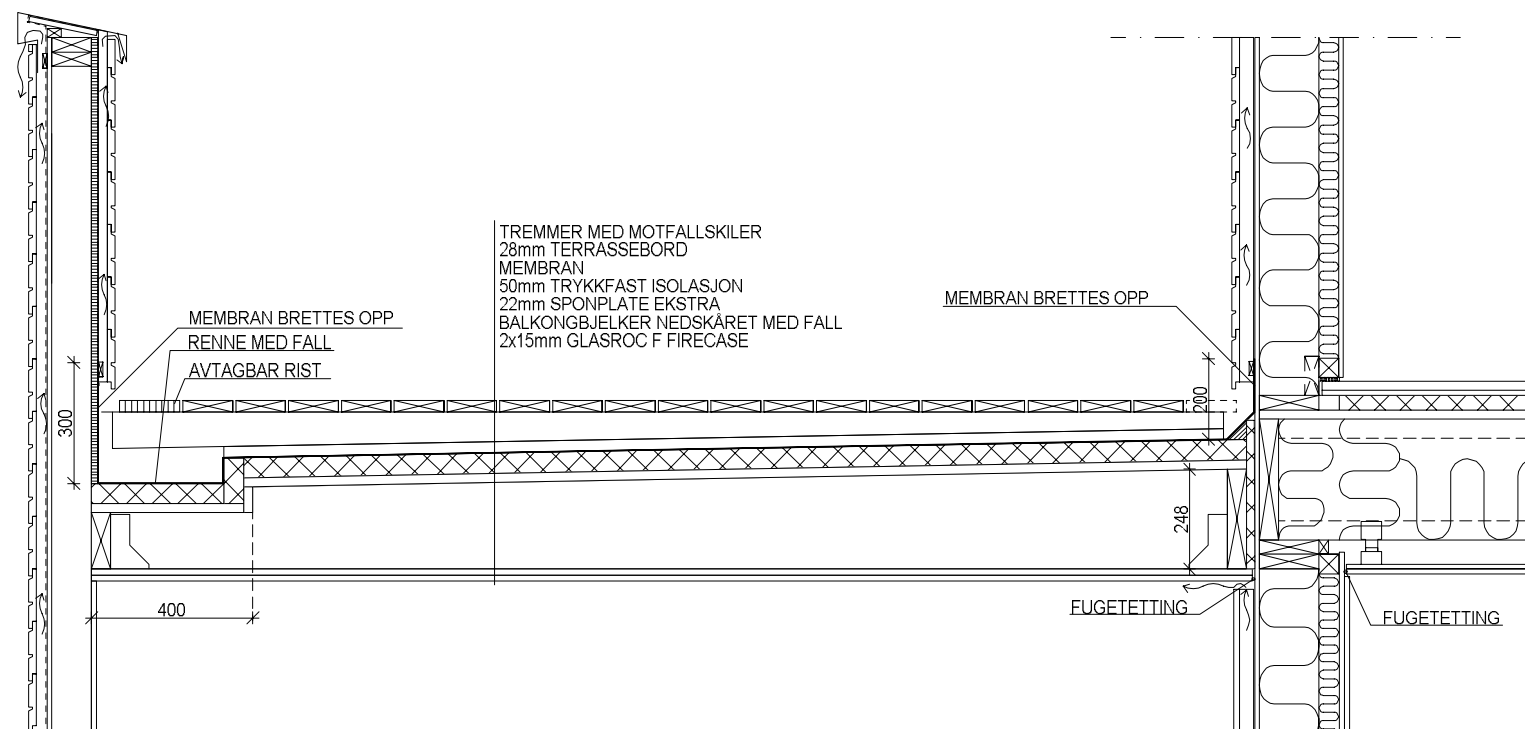 TREMMER MED MOTFALLSKILER
28mm TERRASSEBORD
MEMBRAN
50mm TRYKKFAST ISOLASJON
22mm SPONPLATE EKSTRA
BALKONGBJELKER NEDSKÅRET MED FALL
2x15mm GLASROC F FIRECASE
MEMBRAN BRETTES OPP
MEMBRAN BRETTES OPP
RENNE MED FALL
AVTAGBAR RIST
300
200
248
400
FUGETETTING
FUGETETTING